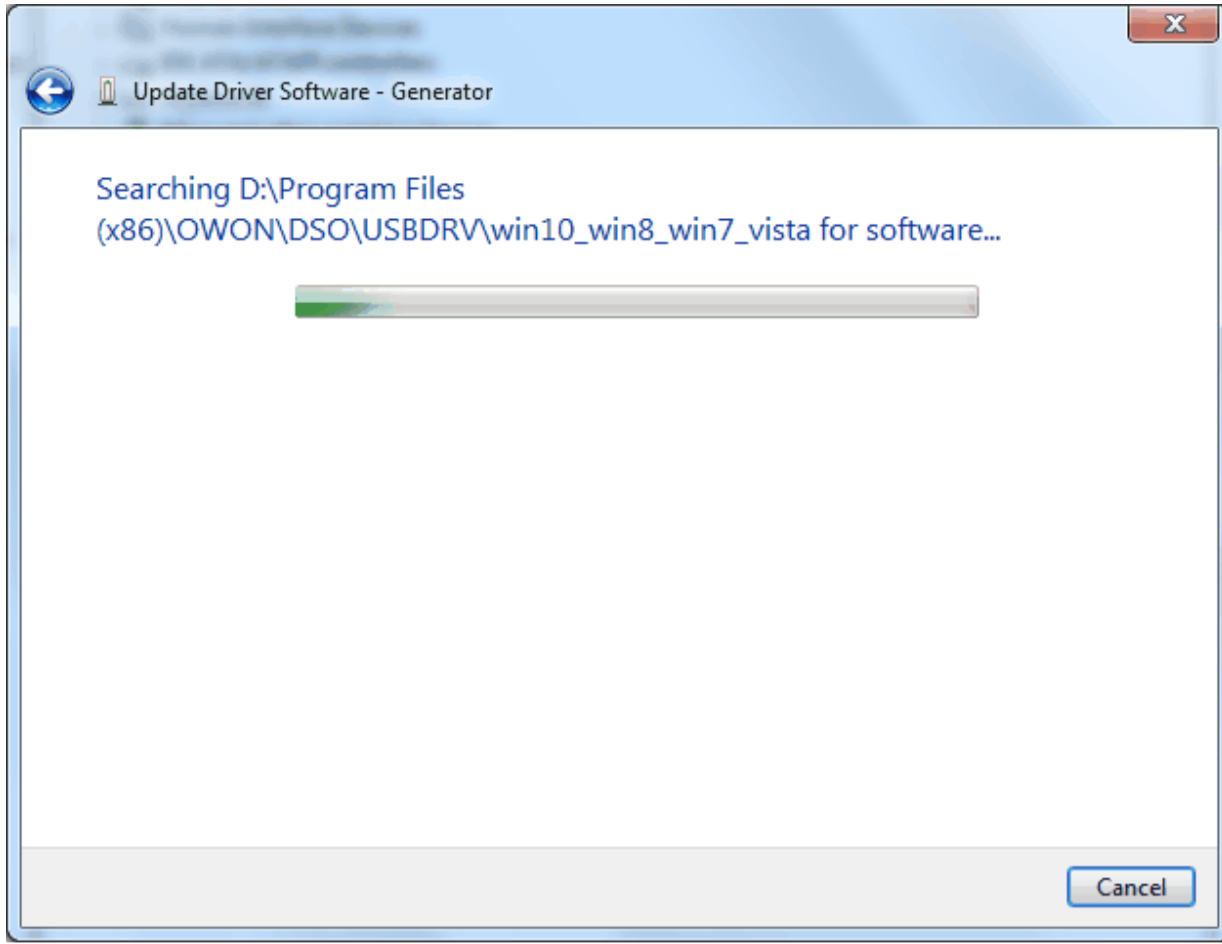 Update Driver Software - Generator
Searching D:\Program Files
(x86)\OWON\DSO\USBDRV\win10_win8_win7_vista for software...
Cancel